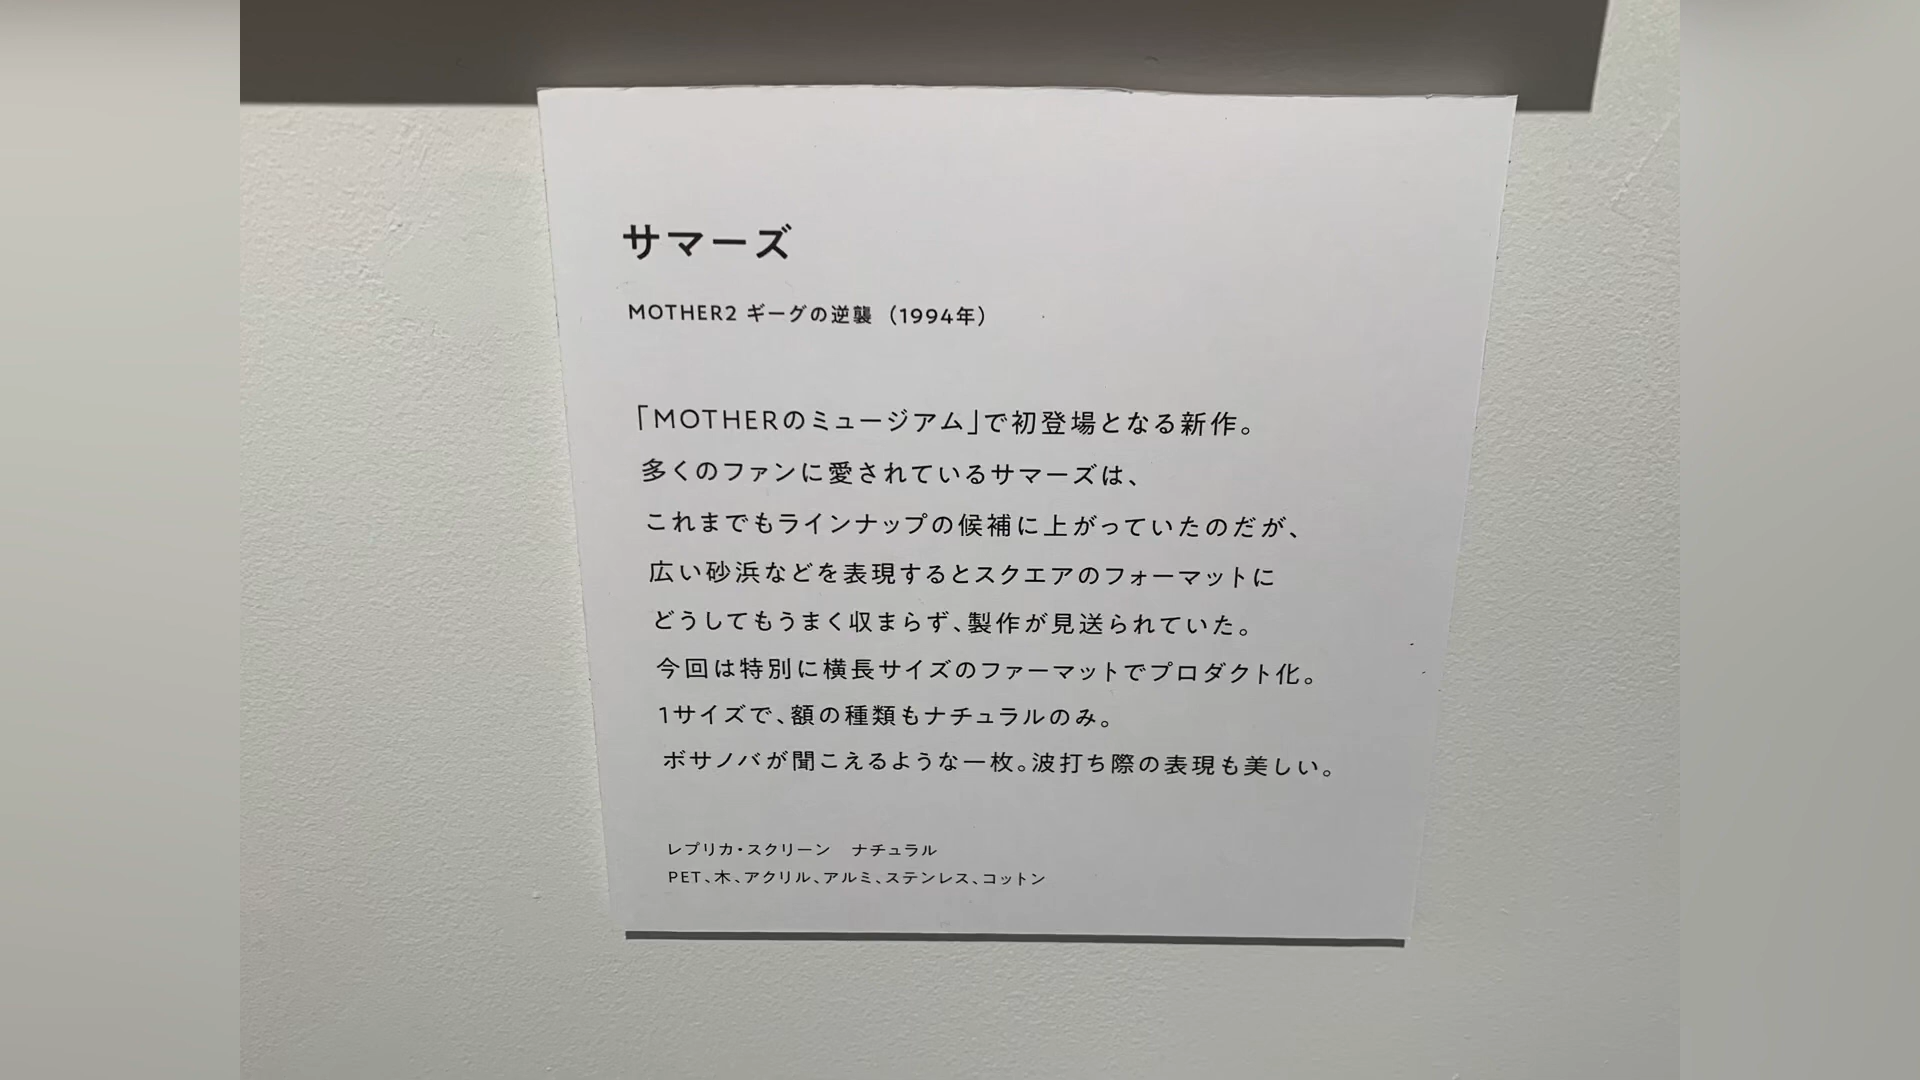 サマーズ
MOTHER2 ギーグの逆襲（1994年）
「MOTHERのミュージアム」で初登場となる新作。
多くのファンに愛されているサマーズは、
これまでもラインナップの候補に上がっていたのだが、
広い砂浜などを表現するとスクエアのフォーマットに
どうしてもうまく収まらず、製作が見送られていた。
今回は特別に横長サイズのファーマットでプロダクト化。
1サイズで、額の種類もナチュラルのみ。
ボサノバが聞こえるような一枚。波打ち際の表現も美しい。
レプリカ・スクリーン　ナチュラル
PET、木、アクリル、アルミ、ステンレス、コットン